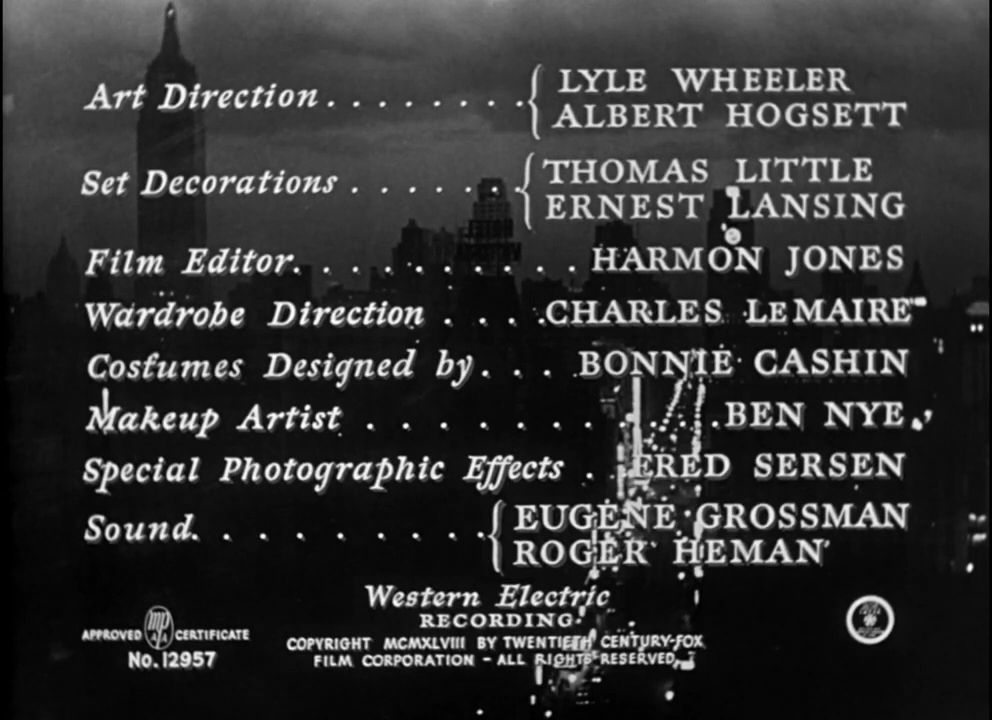 Art Direction . . . . . . . . . { LYLE WHEELER
ALBERT HOGSETT
Set Decorations . . . . . . { THOMAS LITTLE
ERNEST LANSING
Film Editor. . . . . . . . . . HARMON JONES
Wardrobe Direction . . . . CHARLES LEMAIRE
Costumes Designed by. . . . BONNIE CASHIN
Makeup Artist . . . . . . . . . . . . BEN NYE
Special Photographic Effects . FRED SERSEN
Sound. . . . . . . . . . { EUGENE GROSSMAN
ROGER HEMAN
Western Electric
RECORDING
APPROVED MPAA CERTIFICATE
No. 12957
COPYRIGHT MCMXLVIII BY TWENTIETH CENTURY-FOX
FILM CORPORATION - ALL RIGHTS RESERVED